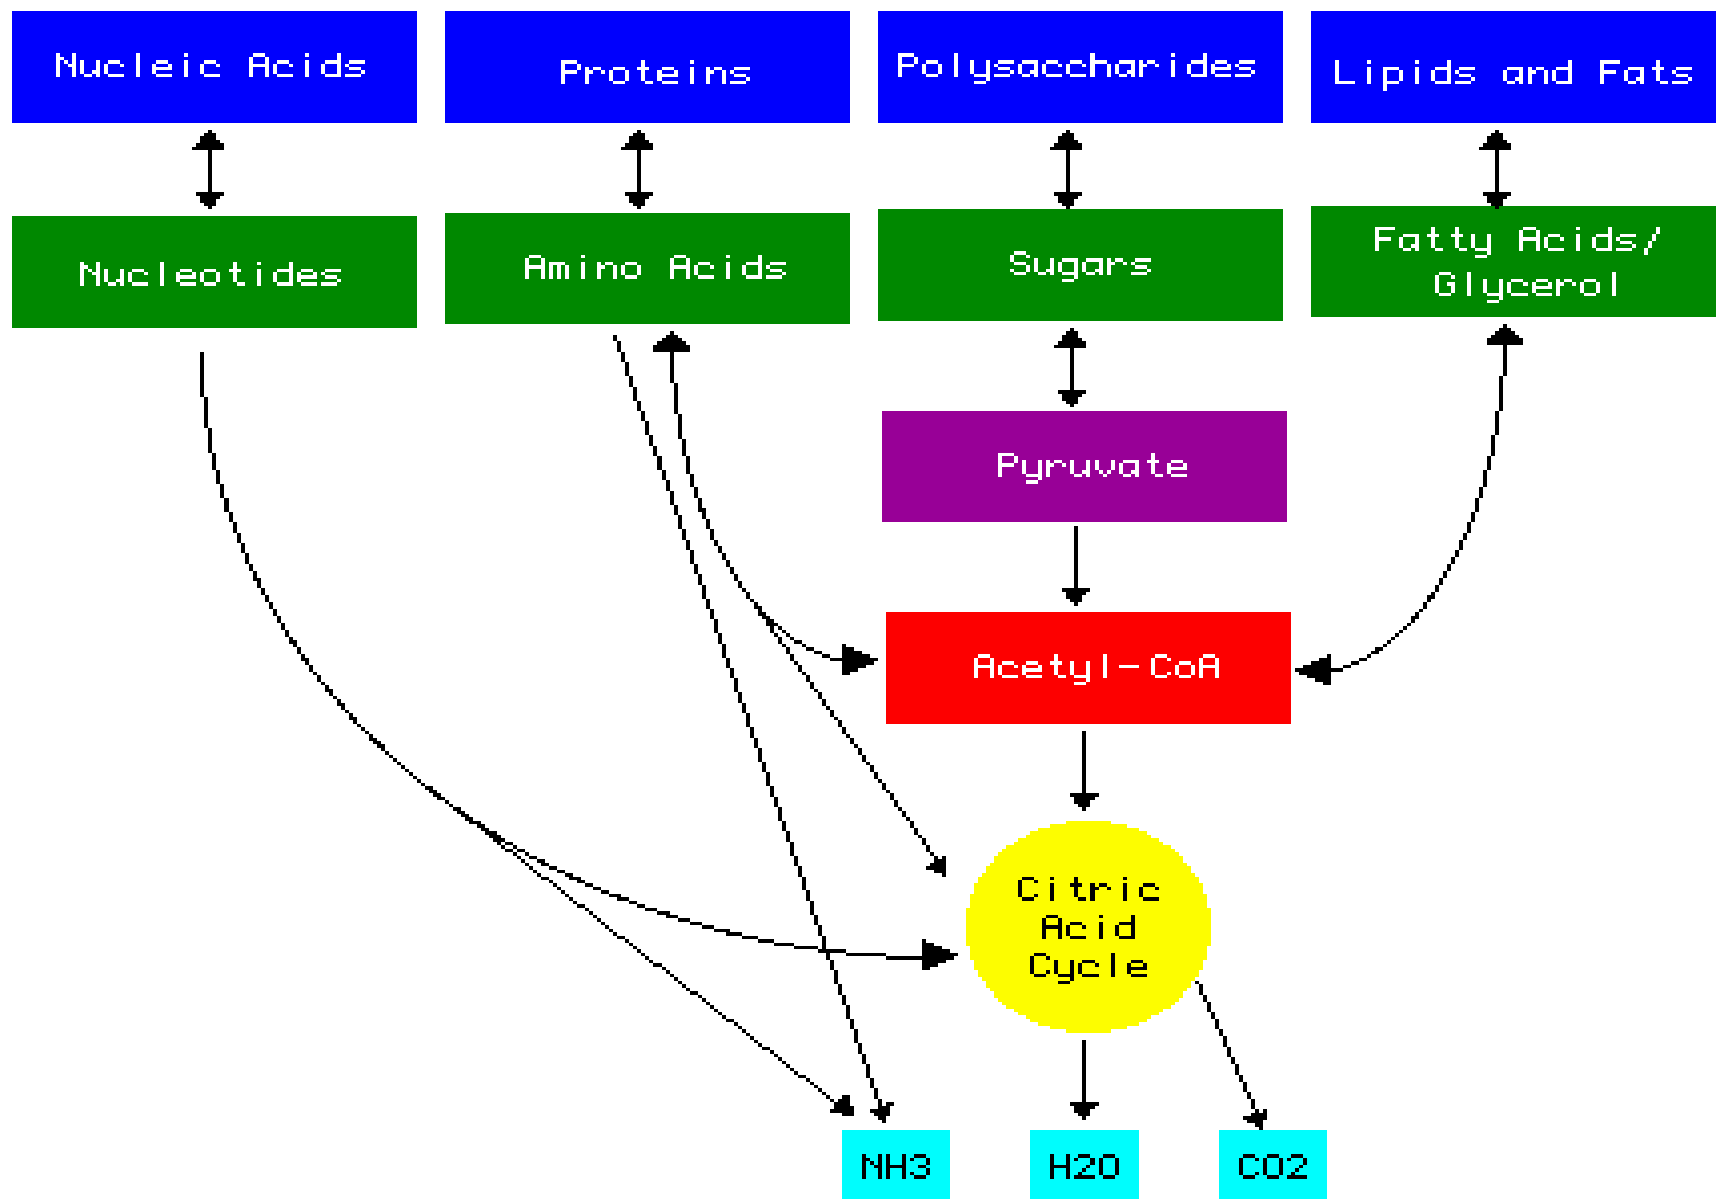 Nucleic Acids
Proteins
Polysaccharides
Lipids and Fats
Nucleotides
Amino Acids
Sugars
Fatty Acids/
Glycerol
Pyruvate
Acetyl-CoA
Citric
Acid
Cycle
NH3
H2O
CO2